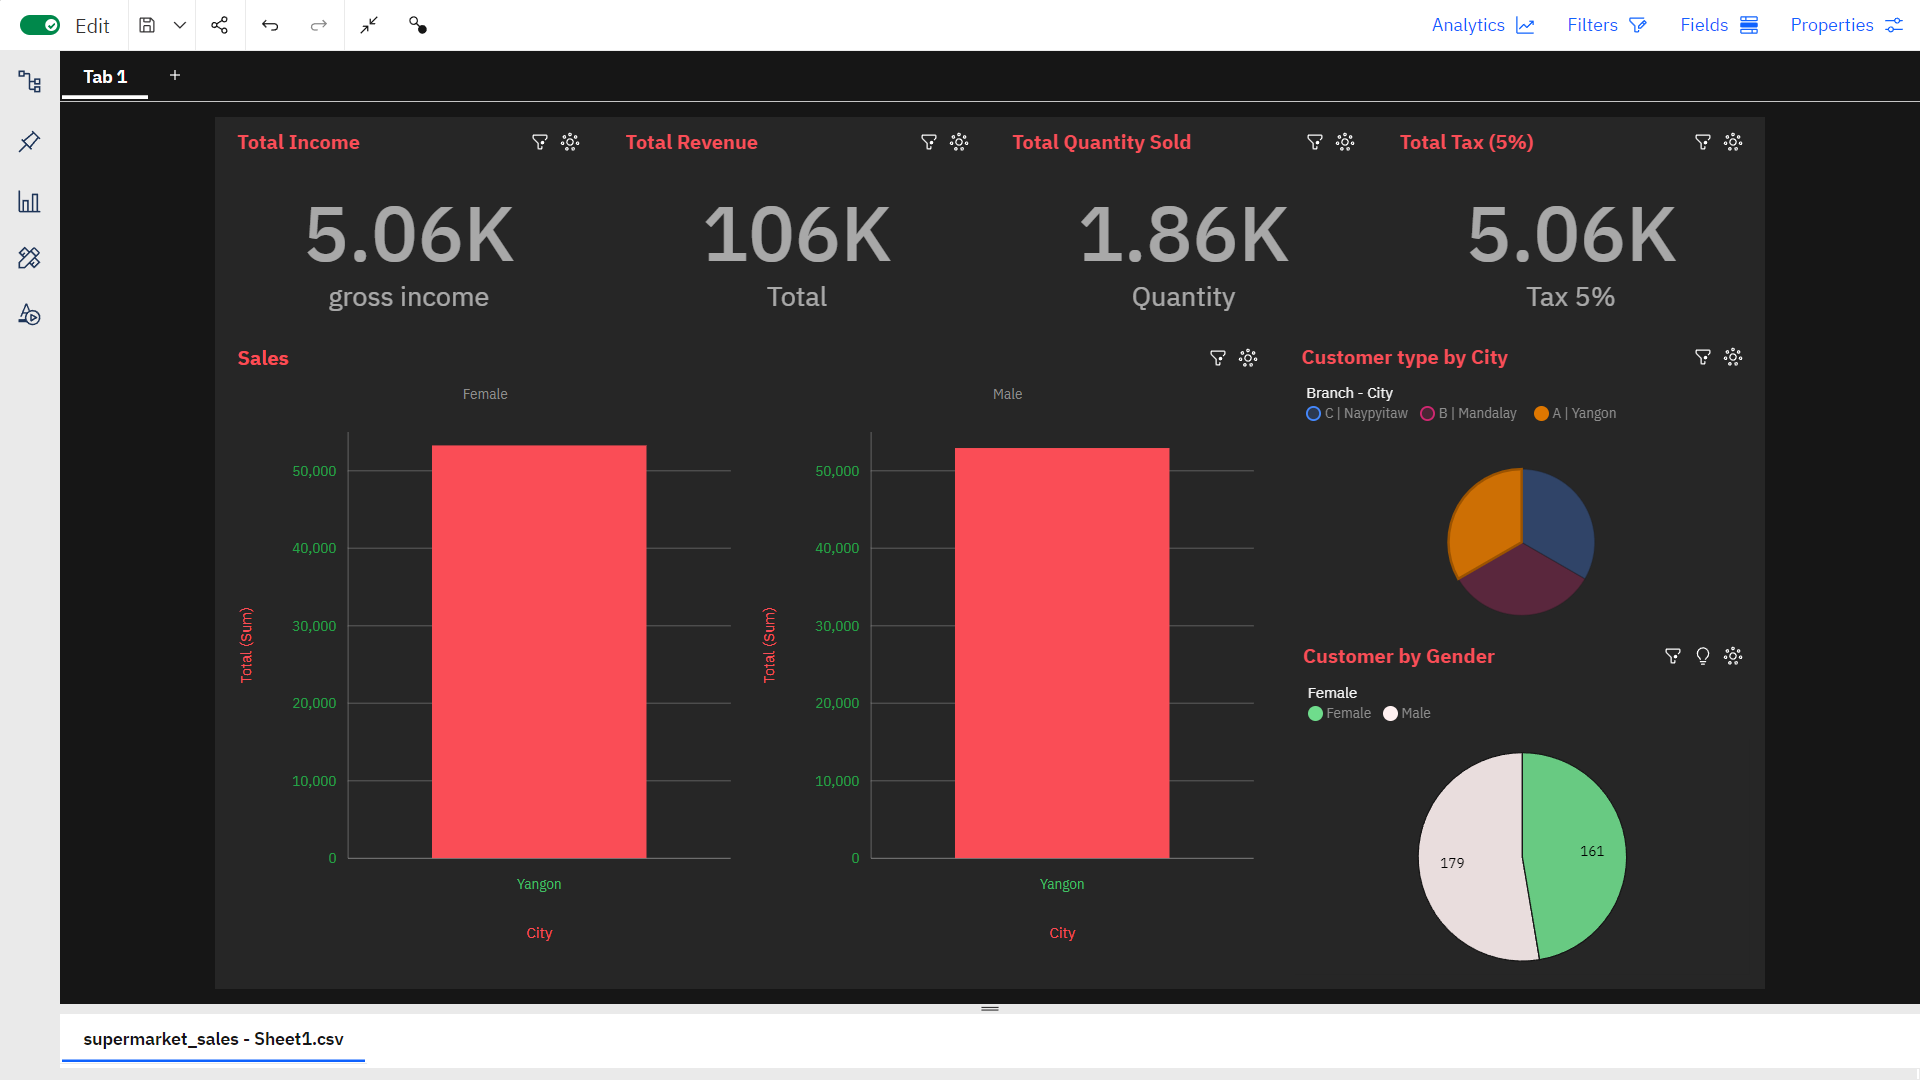 Edit
Analytics
Filters
Fields
Properties
Tab 1
+
Total Income
Total Revenue
Total Quantity Sold
Total Tax (5%)
5.06K
gross income
106K
Total
1.86K
Quantity
5.06K
Tax 5%
Sales
Female
Male
Total (Sum)
50,000
40,000
30,000
20,000
10,000
0
Yangon
City
Total (Sum)
50,000
40,000
30,000
20,000
10,000
0
Yangon
City
Customer type by City
Branch - City
C | Naypyitaw
B | Mandalay
A | Yangon
Customer by Gender
Female
Female
Male
179
161
supermarket_sales - Sheet1.csv